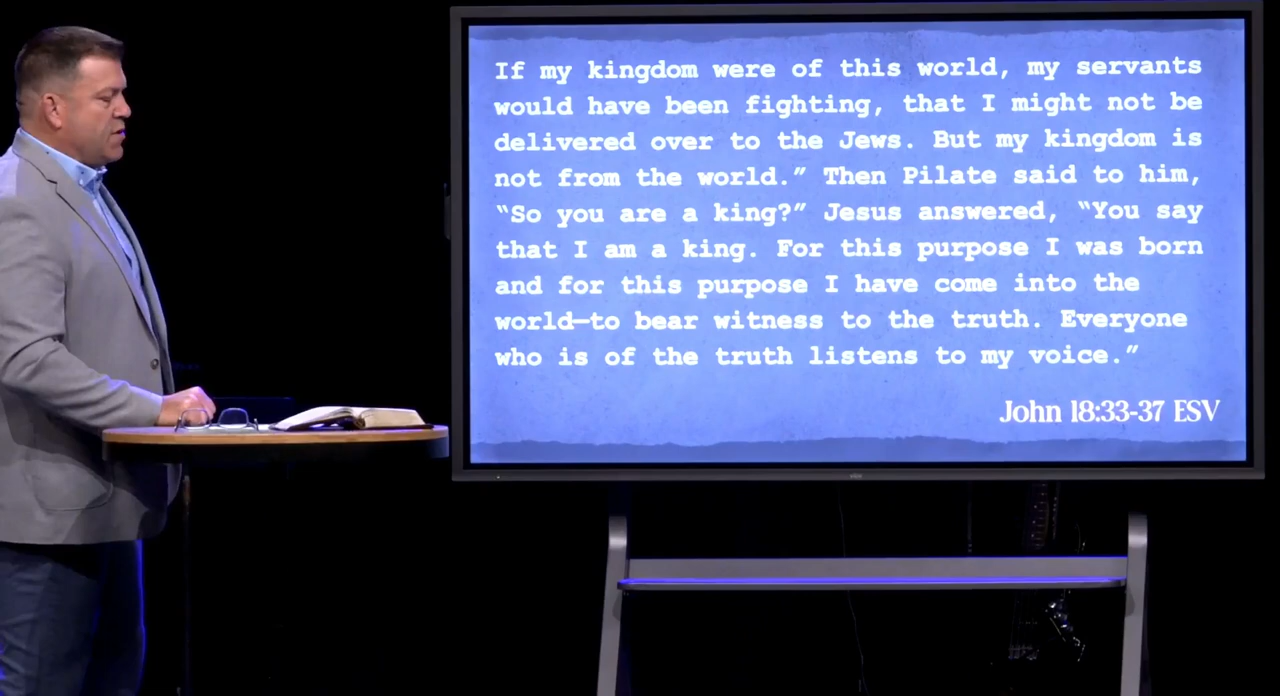 If my kingdom were of this world, my servants
would have been fighting, that I might not be
delivered over to the Jews. But my kingdom is
not from the world.” Then Pilate said to him,
“So you are a king?” Jesus answered, “You say
that I am a king. For this purpose I was born
and for this purpose I have come into the
world—to bear witness to the truth. Everyone
who is of the truth listens to my voice.”
John 18:33-37 ESV